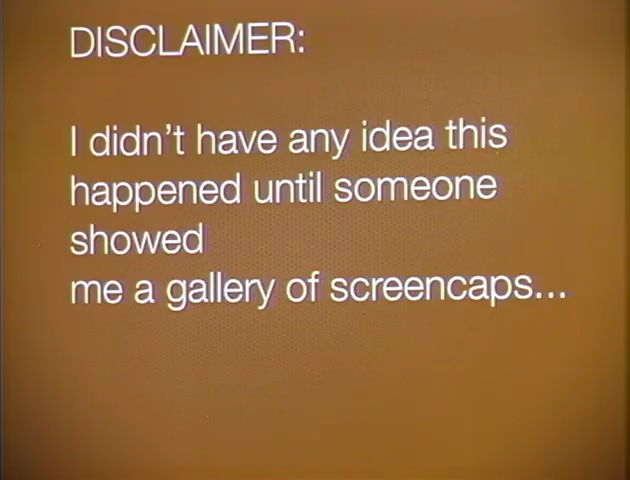 DISCLAIMER:
I didn't have any idea this
happened until someone
showed
me a gallery of screencaps...